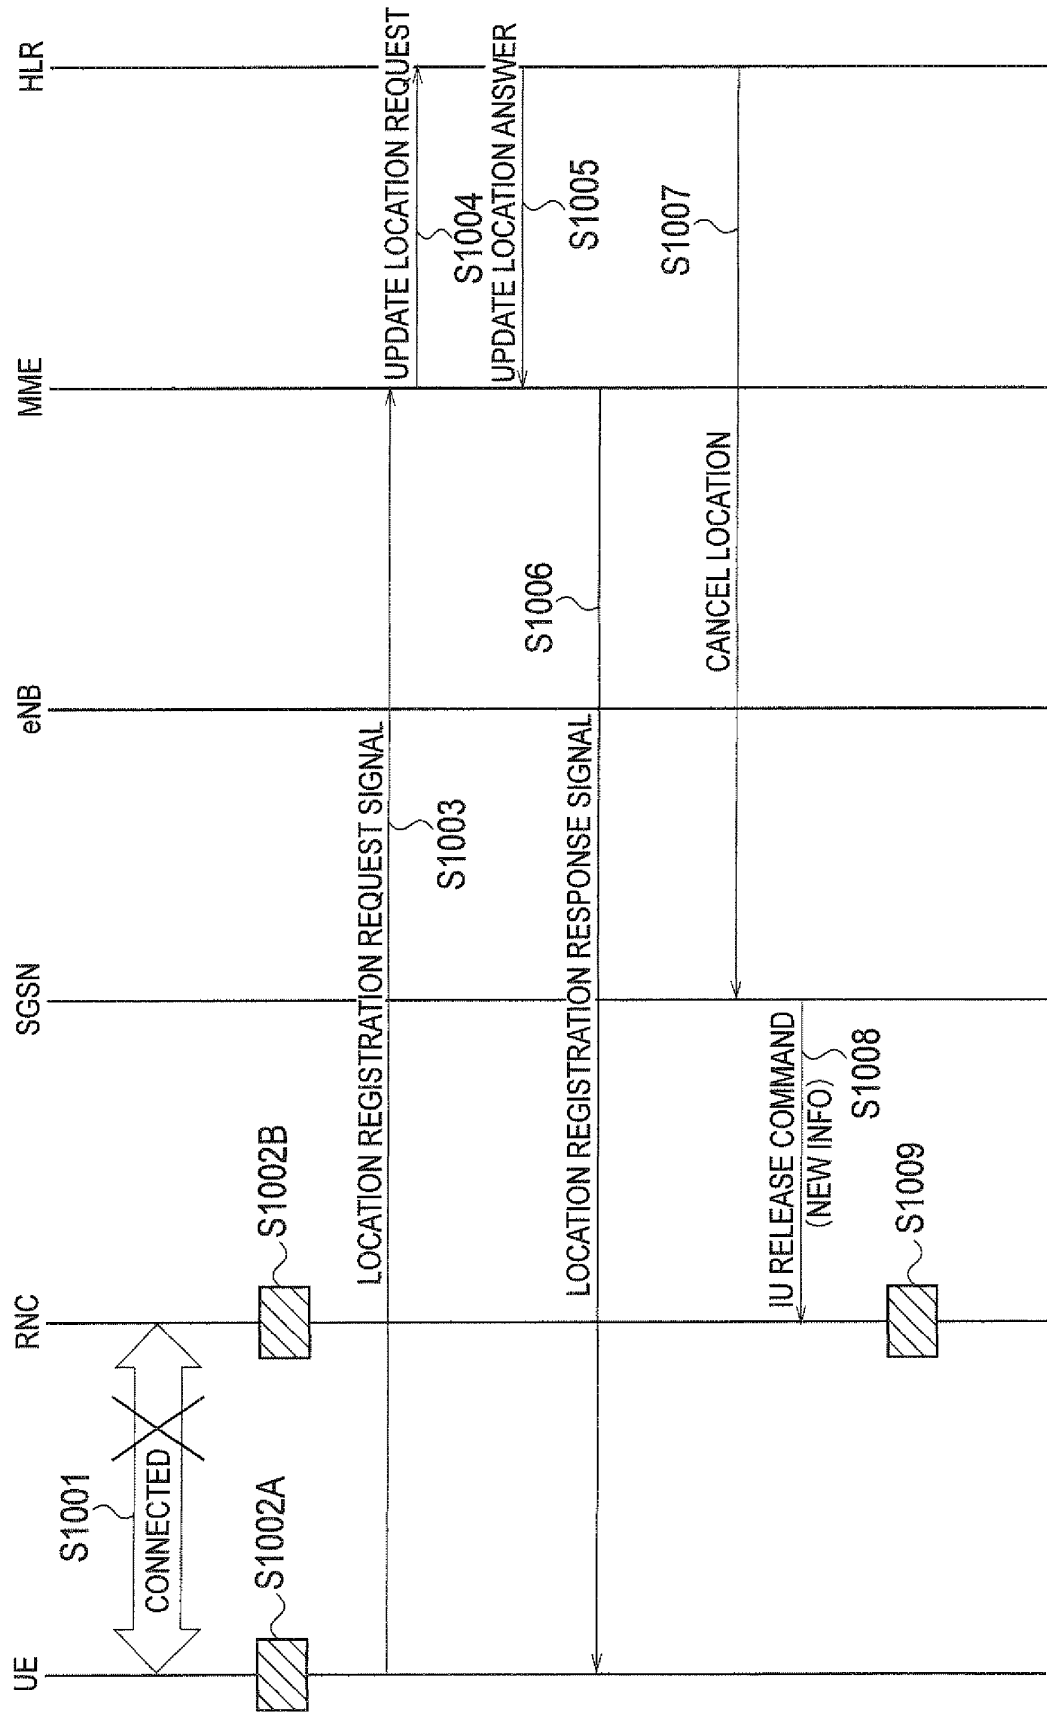 UE
RNC
SGSN
eNB
MME
HLR
S1001
CONNECTED
S1002A
S1002B
LOCATION REGISTRATION REQUEST SIGNAL
S1003
UPDATE LOCATION REQUEST
S1004
UPDATE LOCATION ANSWER
S1005
LOCATION REGISTRATION RESPONSE SIGNAL
S1006
CANCEL LOCATION
S1007
IU RELEASE COMMAND
(NEW INFO)
S1008
S1009